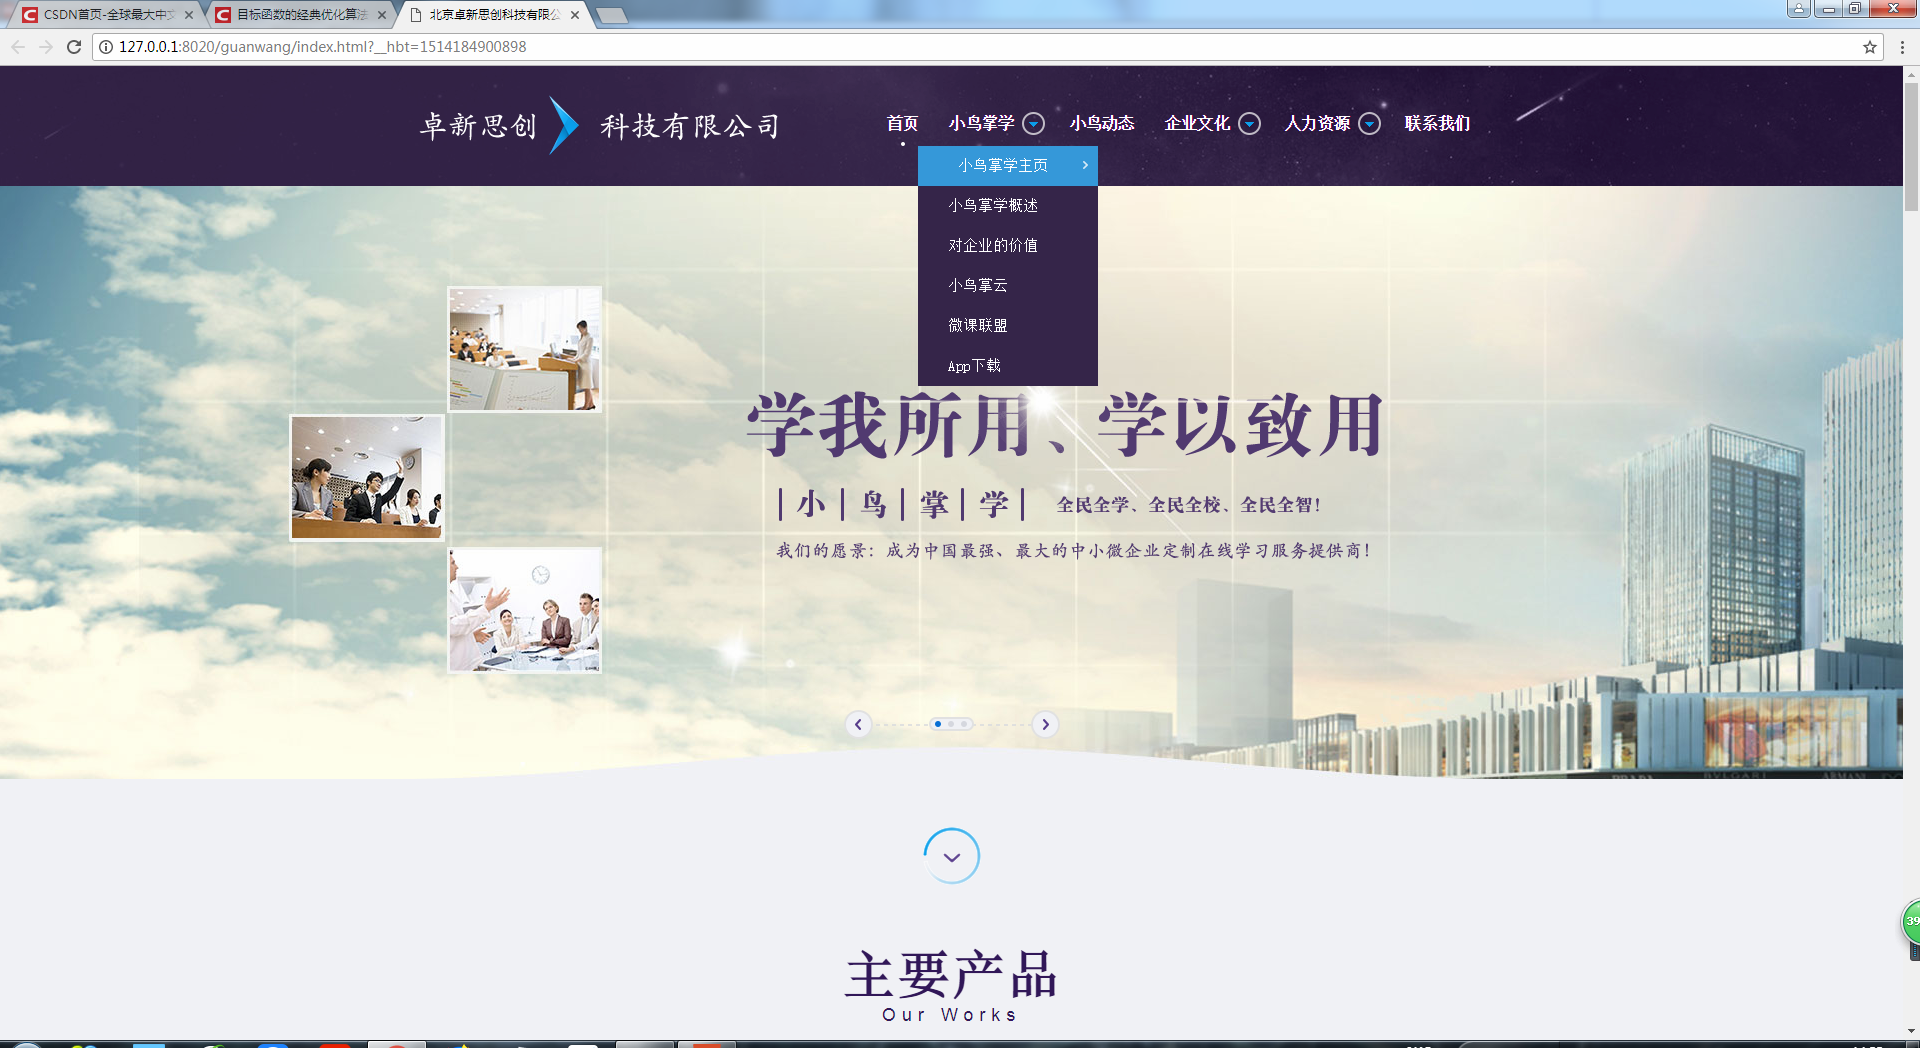 CSDN首页-全球最大中文
目标函数的经典优化算法
北京卓新思创科技有限公
127.0.0.1:8020/guanwang/index.html?__hbt=1514184900898
卓新思创 科技有限公司
首页 小鸟掌学 小鸟动态 企业文化 人力资源 联系我们
小鸟掌学主页
小鸟掌学概述
对企业的价值
小鸟掌云
微课联盟
App下载
学我所用、学以致用
小 鸟 掌 学 全民全学、全民全校、全民全智!
我们的愿景：成为中国最强、最大的中小微企业定制在线学习服务提供商!
PRADA BVLGARI ARMANI
39
主要产品
Our Works